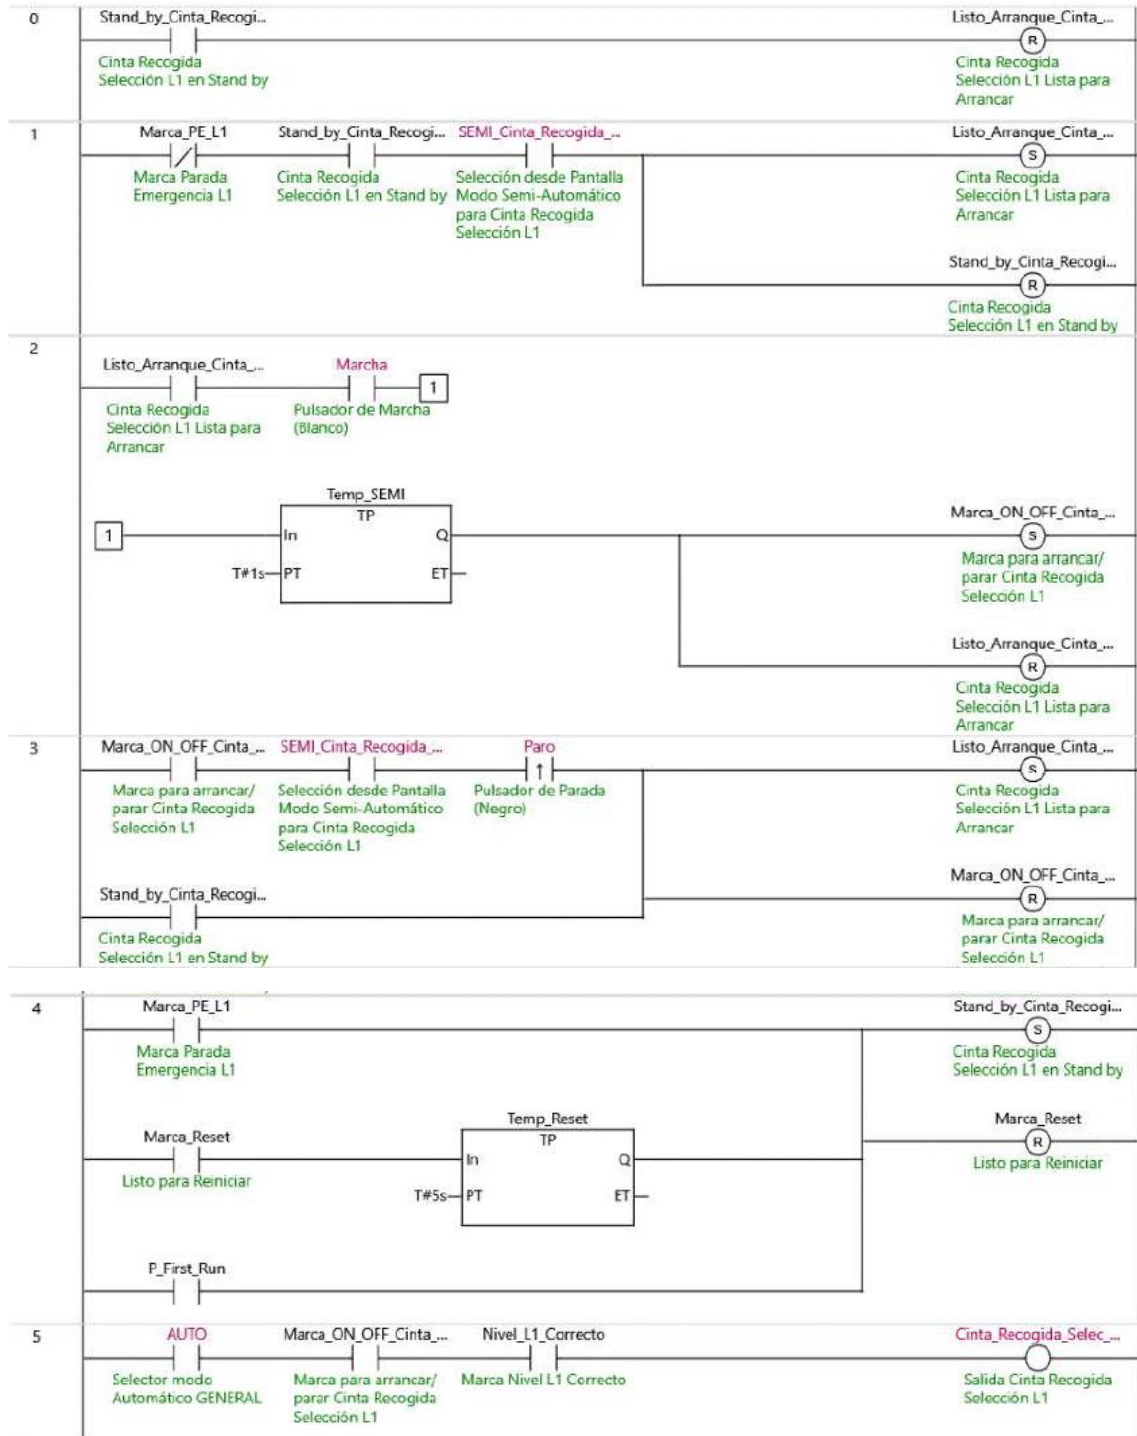 0
Stand_by_Cinta_Recogi...
Listo_Arranque_Cinta_...
R
Cinta Recogida
Selección L1 en Stand by
Cinta Recogida
Selección L1 Lista para
Arrancar
1
Marca_PE_L1
Stand_by_Cinta_Recogi...
SEMI_Cinta_Recogida_...
Listo_Arranque_Cinta_...
S
Marca Parada
Emergencia L1
Cinta Recogida
Selección L1 en Stand by
Selección desde Pantalla
Modo Semi-Automático
para Cinta Recogida
Selección L1
Cinta Recogida
Selección L1 Lista para
Arrancar
Stand_by_Cinta_Recogi...
R
Cinta Recogida
Selección L1 en Stand by
2
Listo_Arranque_Cinta_...
Marcha
1
Cinta Recogida
Selección L1 Lista para
Arrancar
Pulsador de Marcha
(Blanco)
Temp_SEMI
TP
1
In
Q
T#1s
PT
ET
Marca_ON_OFF_Cinta_...
S
Marca para arrancar/
parar Cinta Recogida
Selección L1
Listo_Arranque_Cinta_...
R
Cinta Recogida
Selección L1 Lista para
Arrancar
3
Marca_ON_OFF_Cinta_...
SEMI_Cinta_Recogida_...
Paro
Listo_Arranque_Cinta_...
S
Marca para arrancar/
parar Cinta Recogida
Selección L1
Selección desde Pantalla
Modo Semi-Automático
para Cinta Recogida
Selección L1
Pulsador de Parada
(Negro)
Cinta Recogida
Selección L1 Lista para
Arrancar
Stand_by_Cinta_Recogi...
Cinta Recogida
Selección L1 en Stand by
Marca_ON_OFF_Cinta_...
R
Marca para arrancar/
parar Cinta Recogida
Selección L1
4
Marca_PE_L1
Stand_by_Cinta_Recogi...
S
Marca Parada
Emergencia L1
Cinta Recogida
Selección L1 en Stand by
Marca_Reset
Listo para Reiniciar
Temp_Reset
TP
In
Q
T#5s
PT
ET
Marca_Reset
R
Listo para Reiniciar
P_First_Run
5
AUTO
Marca_ON_OFF_Cinta_...
Nivel_L1_Correcto
Cinta_Recogida_Selec_...
Selector modo
Automático GENERAL
Marca para arrancar/
parar Cinta Recogida
Selección L1
Marca Nivel L1 Correcto
Salida Cinta Recogida
Selección L1